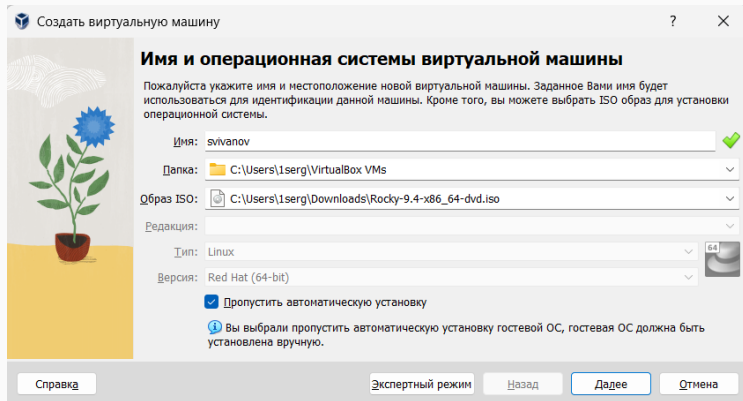 Создать виртуальную машину
? ×
Имя и операционная системы виртуальной машины
Пожалуйста укажите имя и местоположение новой виртуальной машины. Заданное Вами имя будет
использоваться для идентификации данной машины. Кроме того, вы можете выбрать ISO образ для установки
операционной системы.
Имя: svivanov
Папка: C:\Users\1serg\VirtualBox VMs
Образ ISO: C:\Users\1serg\Downloads\Rocky-9.4-x86_64-dvd.iso
Редакция:
Тип: Linux
64
Версия: Red Hat (64-bit)
Пропустить автоматическую установку
Вы выбрали пропустить автоматическую установку гостевой ОС, гостевая ОС должна быть
установлена вручную.
Справка Экспертный режим Назад Далее Отмена